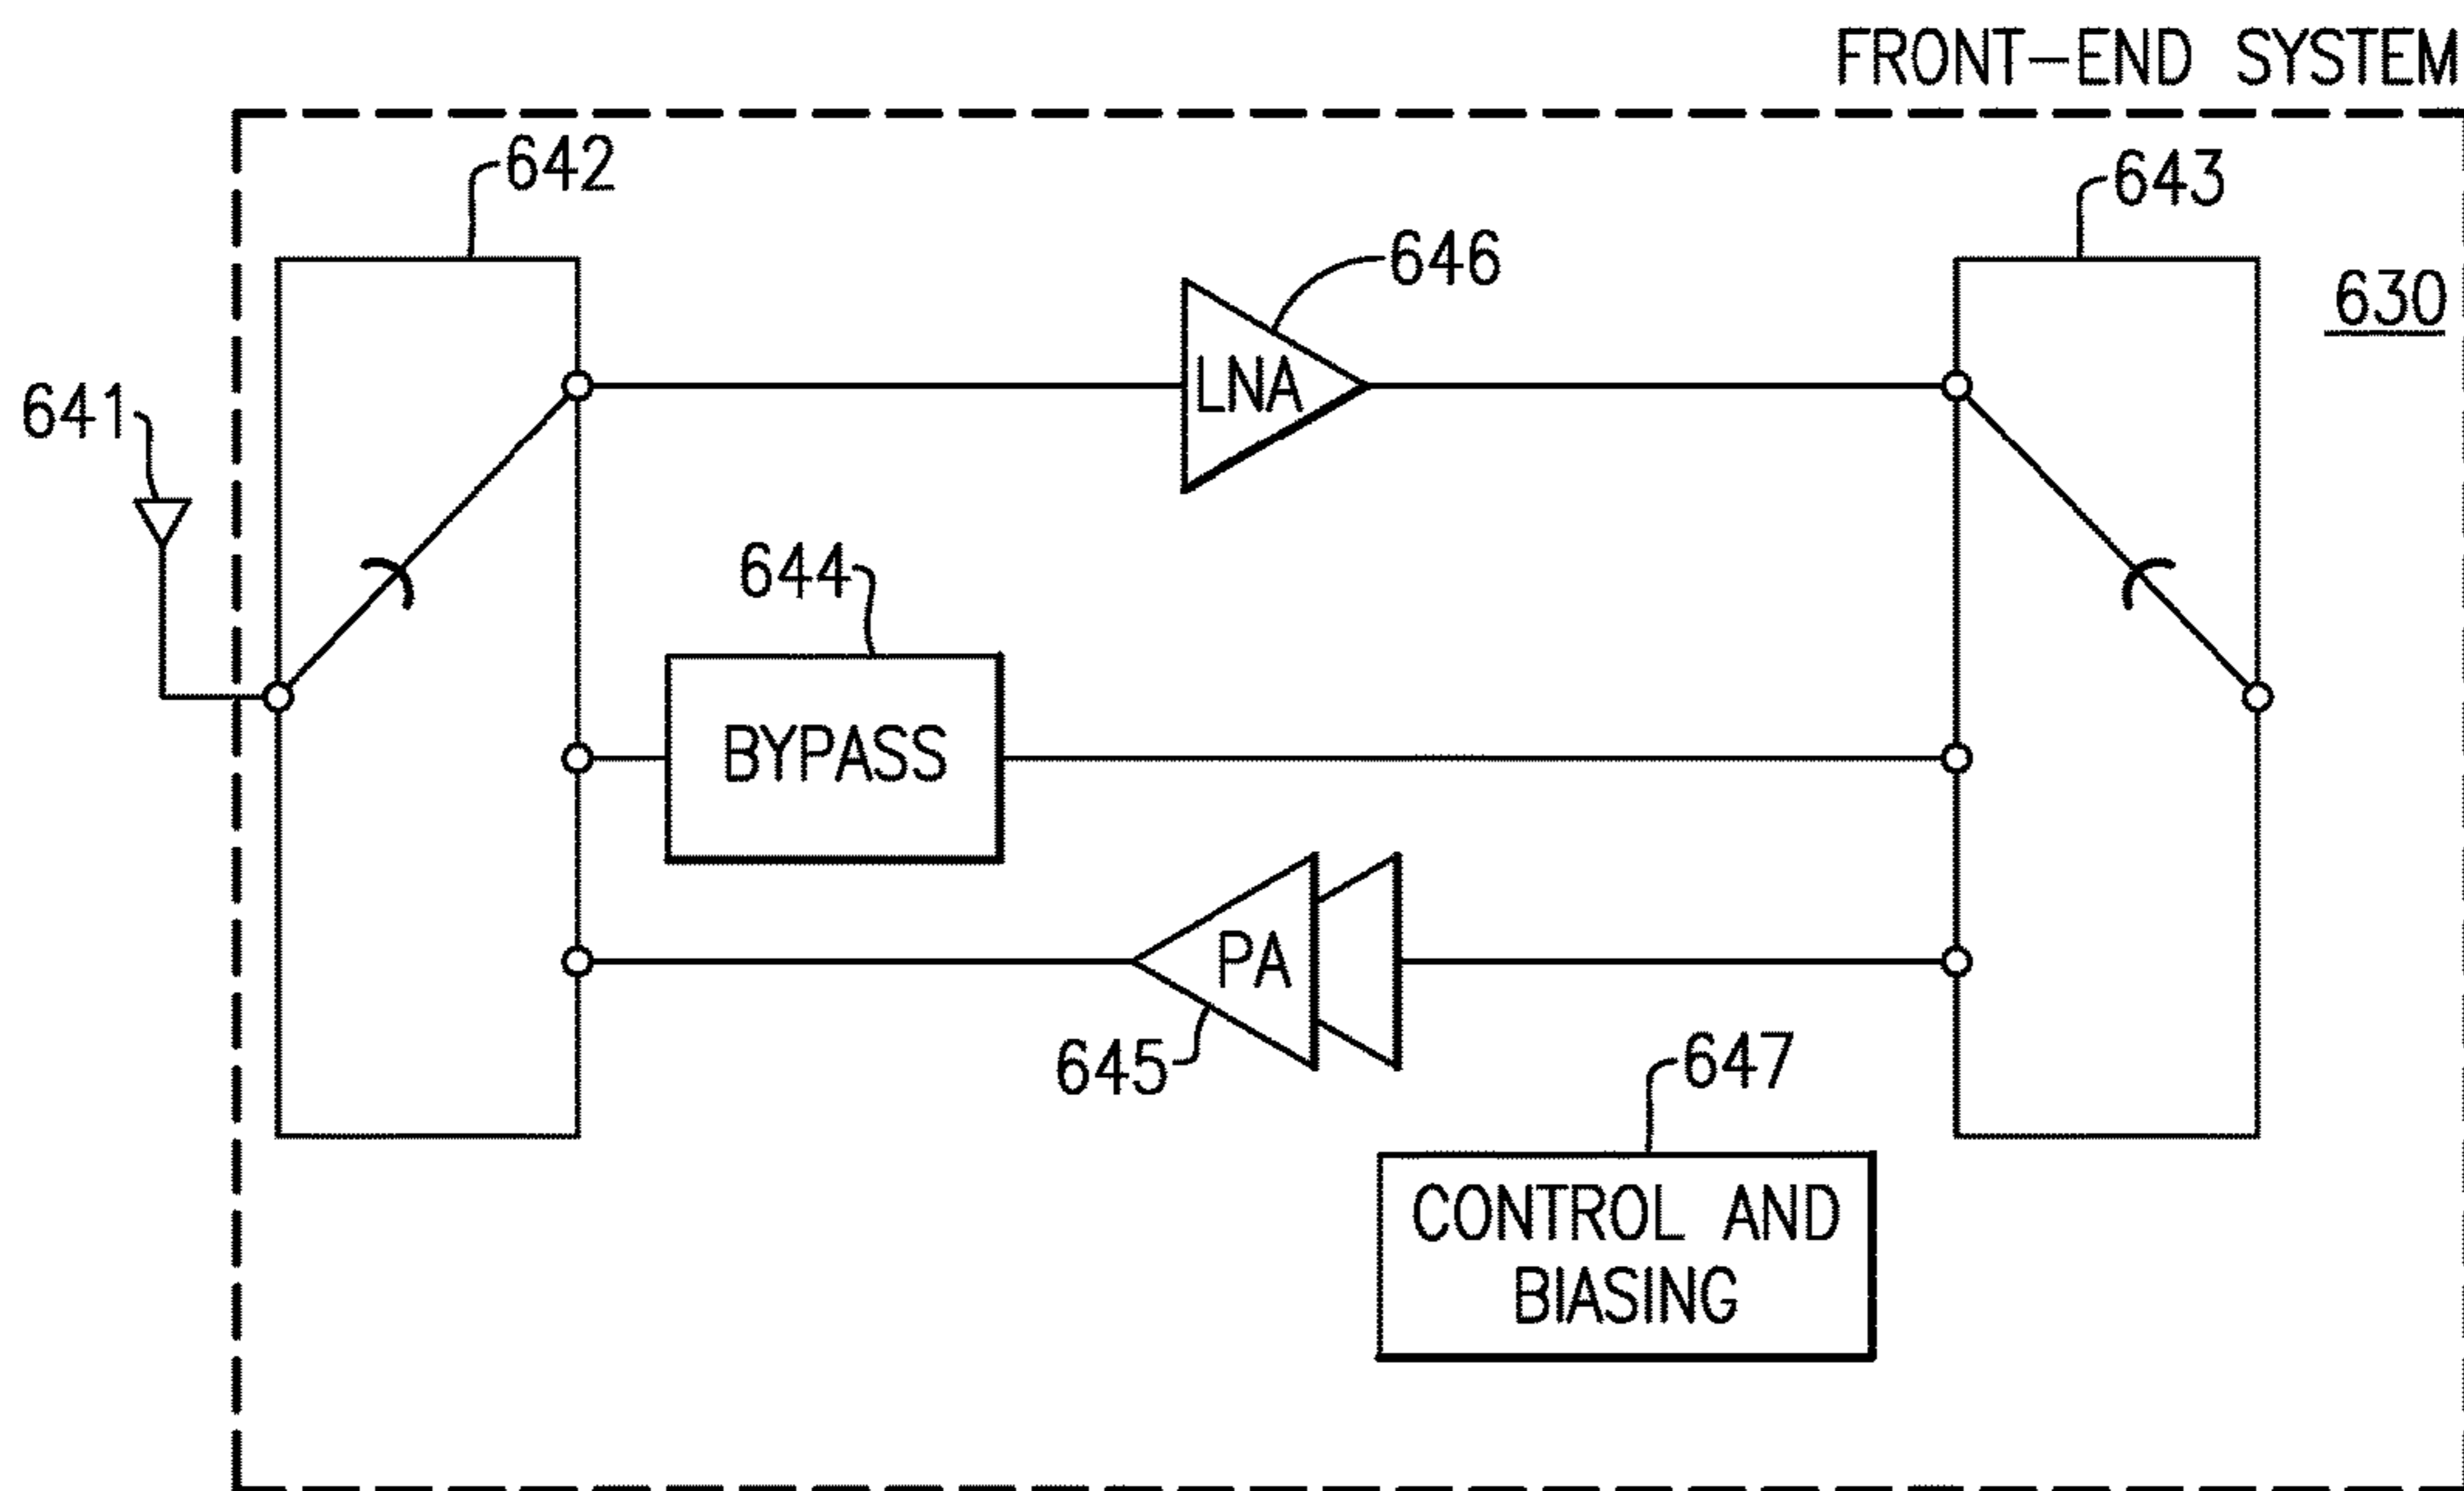 FRONT-END SYSTEM
642
643
646
630
LNA
641
644
BYPASS
PA
645
647
CONTROL AND
BIASING